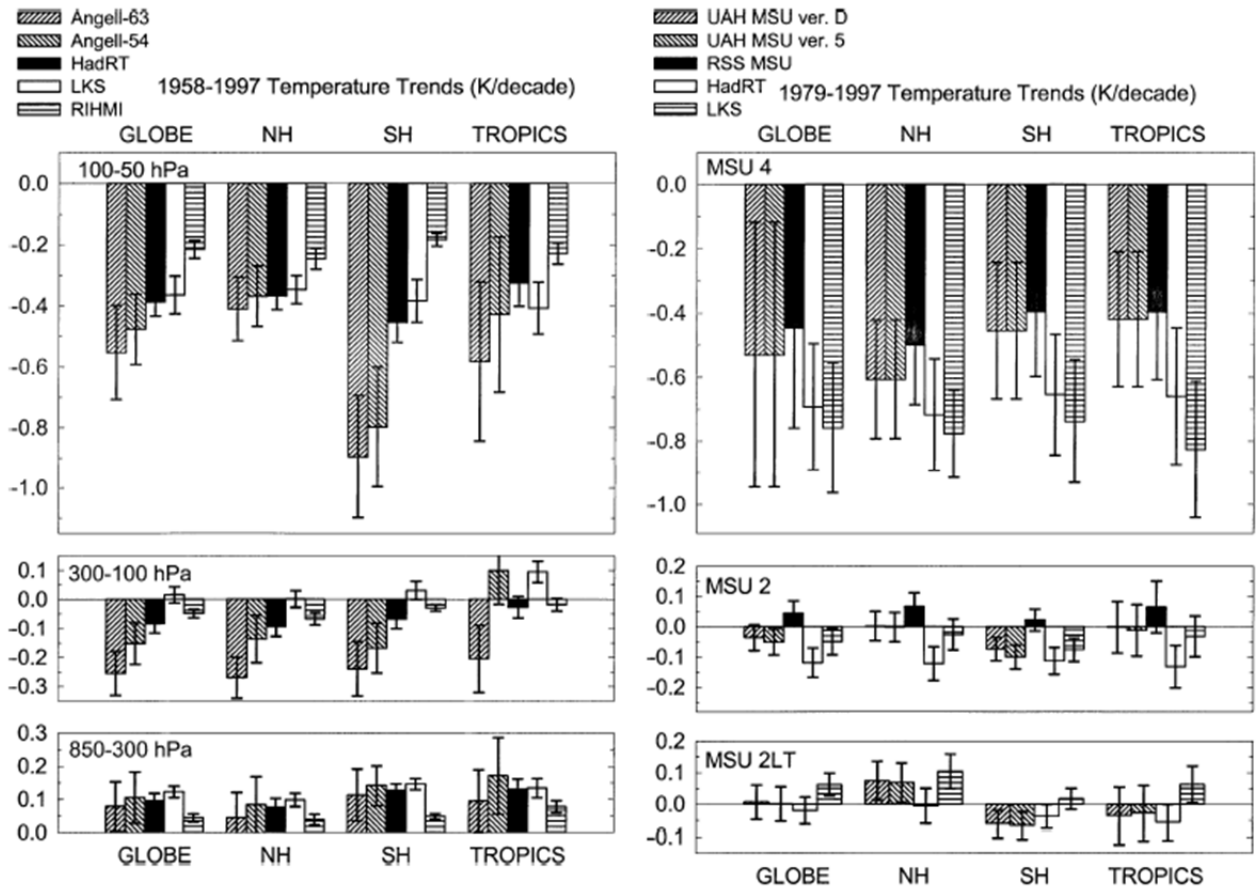 Angell-63
Angell-54
HadRT
LKS
RIHMI
1958-1997 Temperature Trends (K/decade)
GLOBE NH SH TROPICS
100-50 hPa
0.0
-0.2
-0.4
-0.6
-0.8
-1.0
300-100 hPa
0.1
0.0
-0.1
-0.2
-0.3
850-300 hPa
0.3
0.2
0.1
0.0
GLOBE NH SH TROPICS
UAH MSU ver. D
UAH MSU ver. 5
RSS MSU
HadRT
LKS
1979-1997 Temperature Trends (K/decade)
GLOBE NH SH TROPICS
MSU 4
0.0
-0.2
-0.4
-0.6
-0.8
-1.0
MSU 2
0.2
0.1
0.0
-0.1
-0.2
MSU 2LT
0.2
0.1
0.0
-0.1
GLOBE NH SH TROPICS